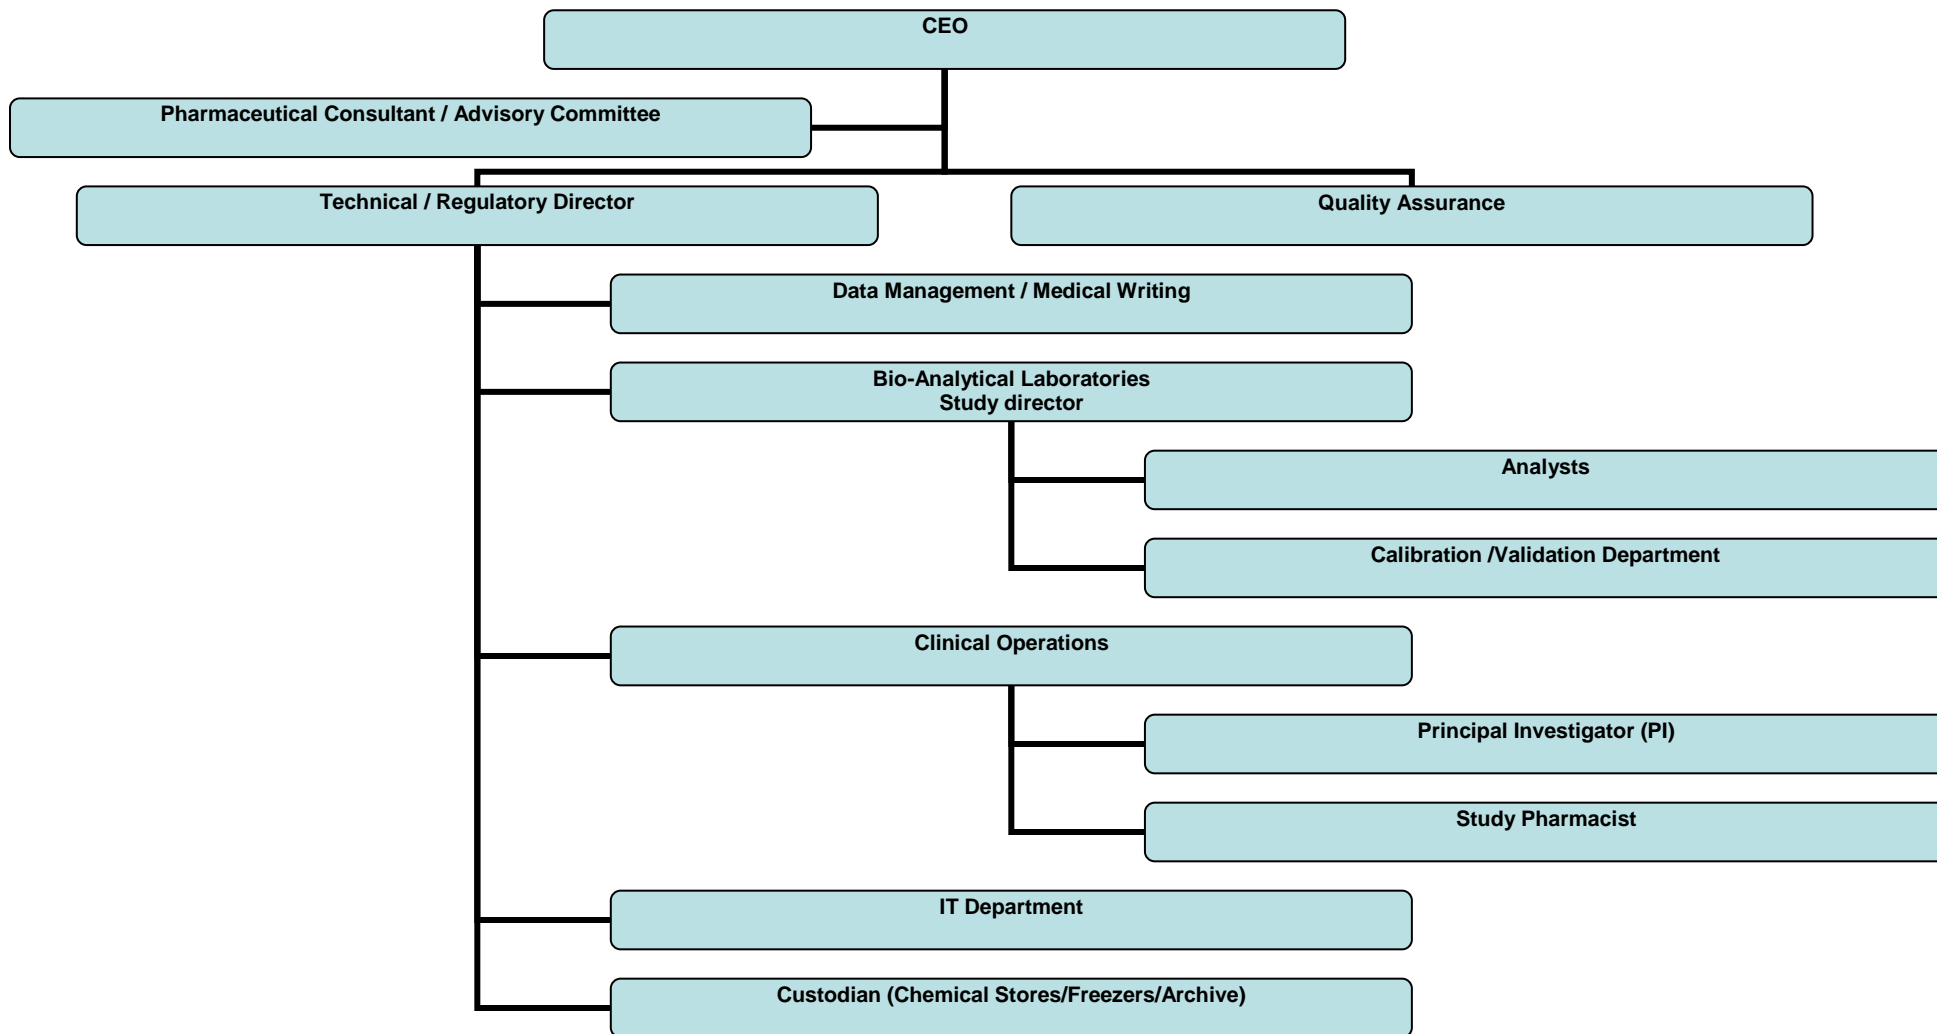 CEO
Pharmaceutical Consultant / Advisory Committee
Technical / Regulatory Director
Quality Assurance
Data Management / Medical Writing
Bio-Analytical Laboratories
Study director
Analysts
Calibration /Validation Department
Clinical Operations
Principal Investigator (PI)
Study Pharmacist
IT Department
Custodian (Chemical Stores/Freezers/Archive)